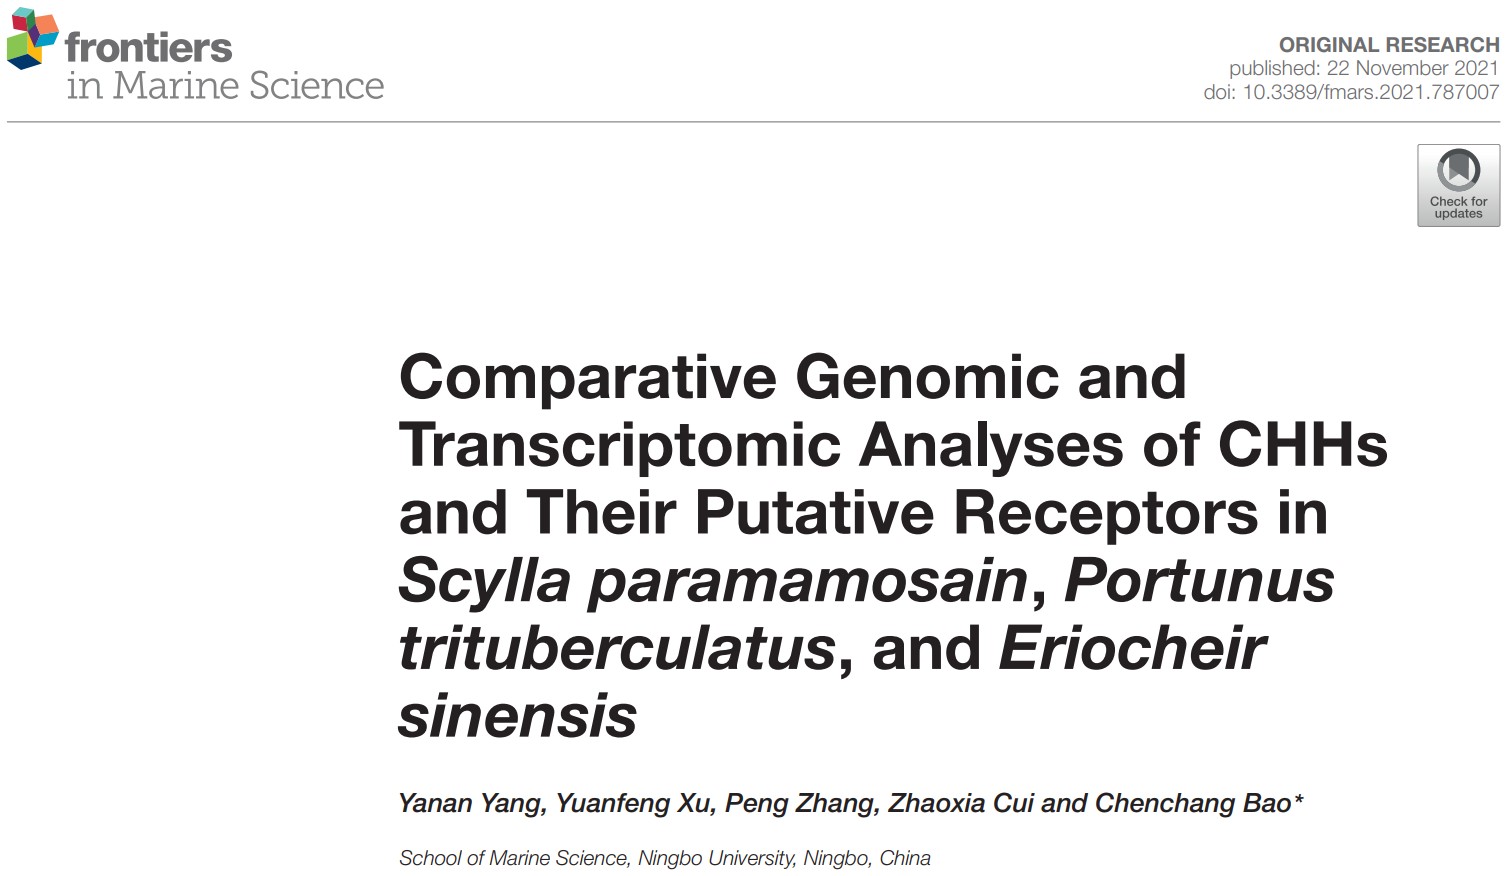 frontiers
in Marine Science
ORIGINAL RESEARCH
published: 22 November 2021
doi: 10.3389/fmars.2021.787007
Check for
updates
Comparative Genomic and
Transcriptomic Analyses of CHHs
and Their Putative Receptors in
Scylla paramamosain, Portunus
trituberculatus, and Eriocheir
sinensis
Yanan Yang, Yuanfeng Xu, Peng Zhang, Zhaoxia Cui and Chenchang Bao*
School of Marine Science, Ningbo University, Ningbo, China